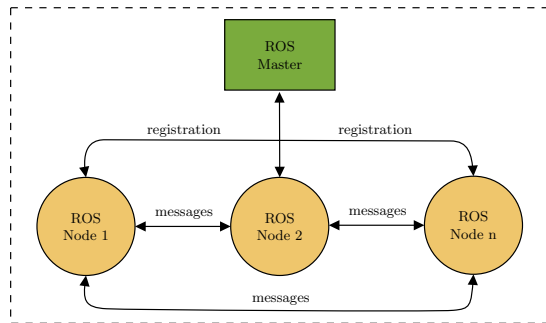 ROS
Master
registration
registration
ROS
Node 1
messages
ROS
Node 2
messages
ROS
Node n
messages